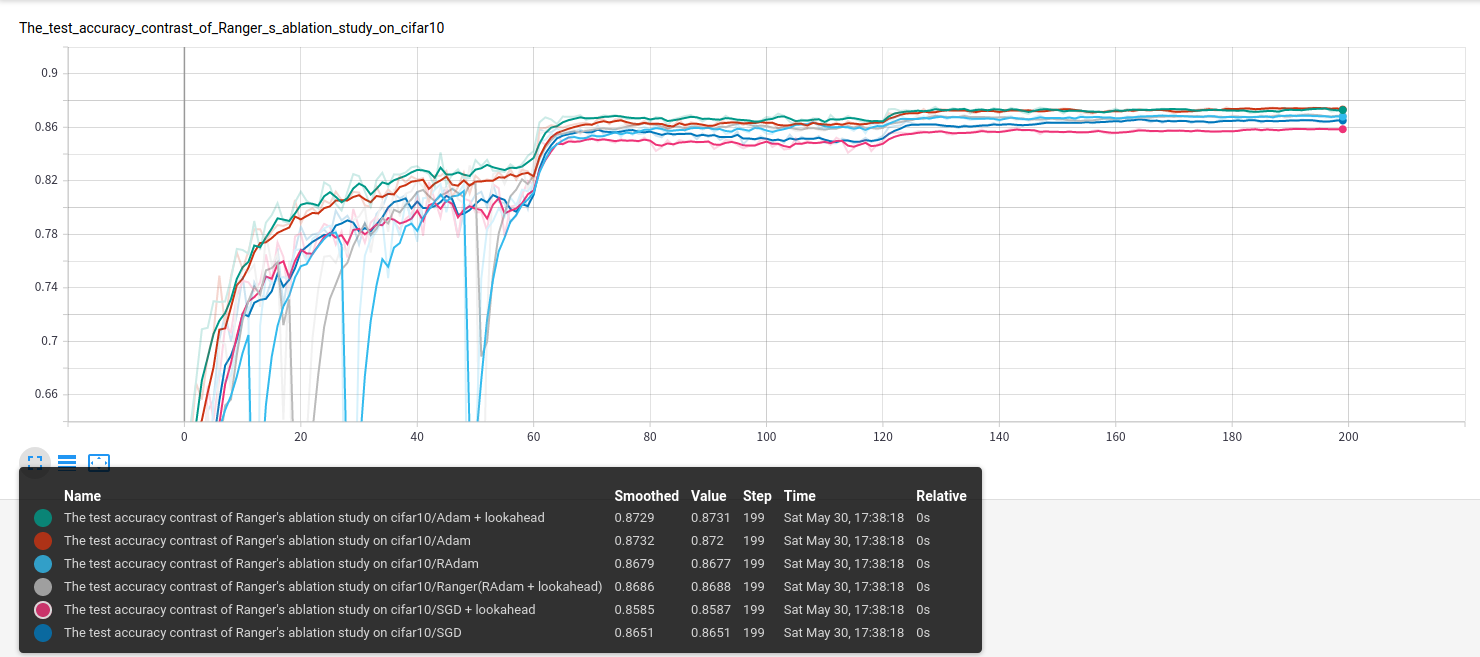 The_test_accuracy_contrast_of_Ranger_s_ablation_study_on_cifar10
0.9
0.86
0.82
0.78
0.74
0.7
0.66
0 20 40 60 80 100 120 140 160 180 200
Name Smoothed Value Step Time Relative
The test accuracy contrast of Ranger's ablation study on cifar10/Adam + lookahead 0.8729 0.8731 199 Sat May 30, 17:38:18 0s
The test accuracy contrast of Ranger's ablation study on cifar10/Adam 0.8732 0.872 199 Sat May 30, 17:38:18 0s
The test accuracy contrast of Ranger's ablation study on cifar10/RAdam 0.8679 0.8677 199 Sat May 30, 17:38:18 0s
The test accuracy contrast of Ranger's ablation study on cifar10/Ranger(RAdam + lookahead) 0.8686 0.8688 199 Sat May 30, 17:38:18 0s
The test accuracy contrast of Ranger's ablation study on cifar10/SGD + lookahead 0.8585 0.8587 199 Sat May 30, 17:38:18 0s
The test accuracy contrast of Ranger's ablation study on cifar10/SGD 0.8651 0.8651 199 Sat May 30, 17:38:18 0s